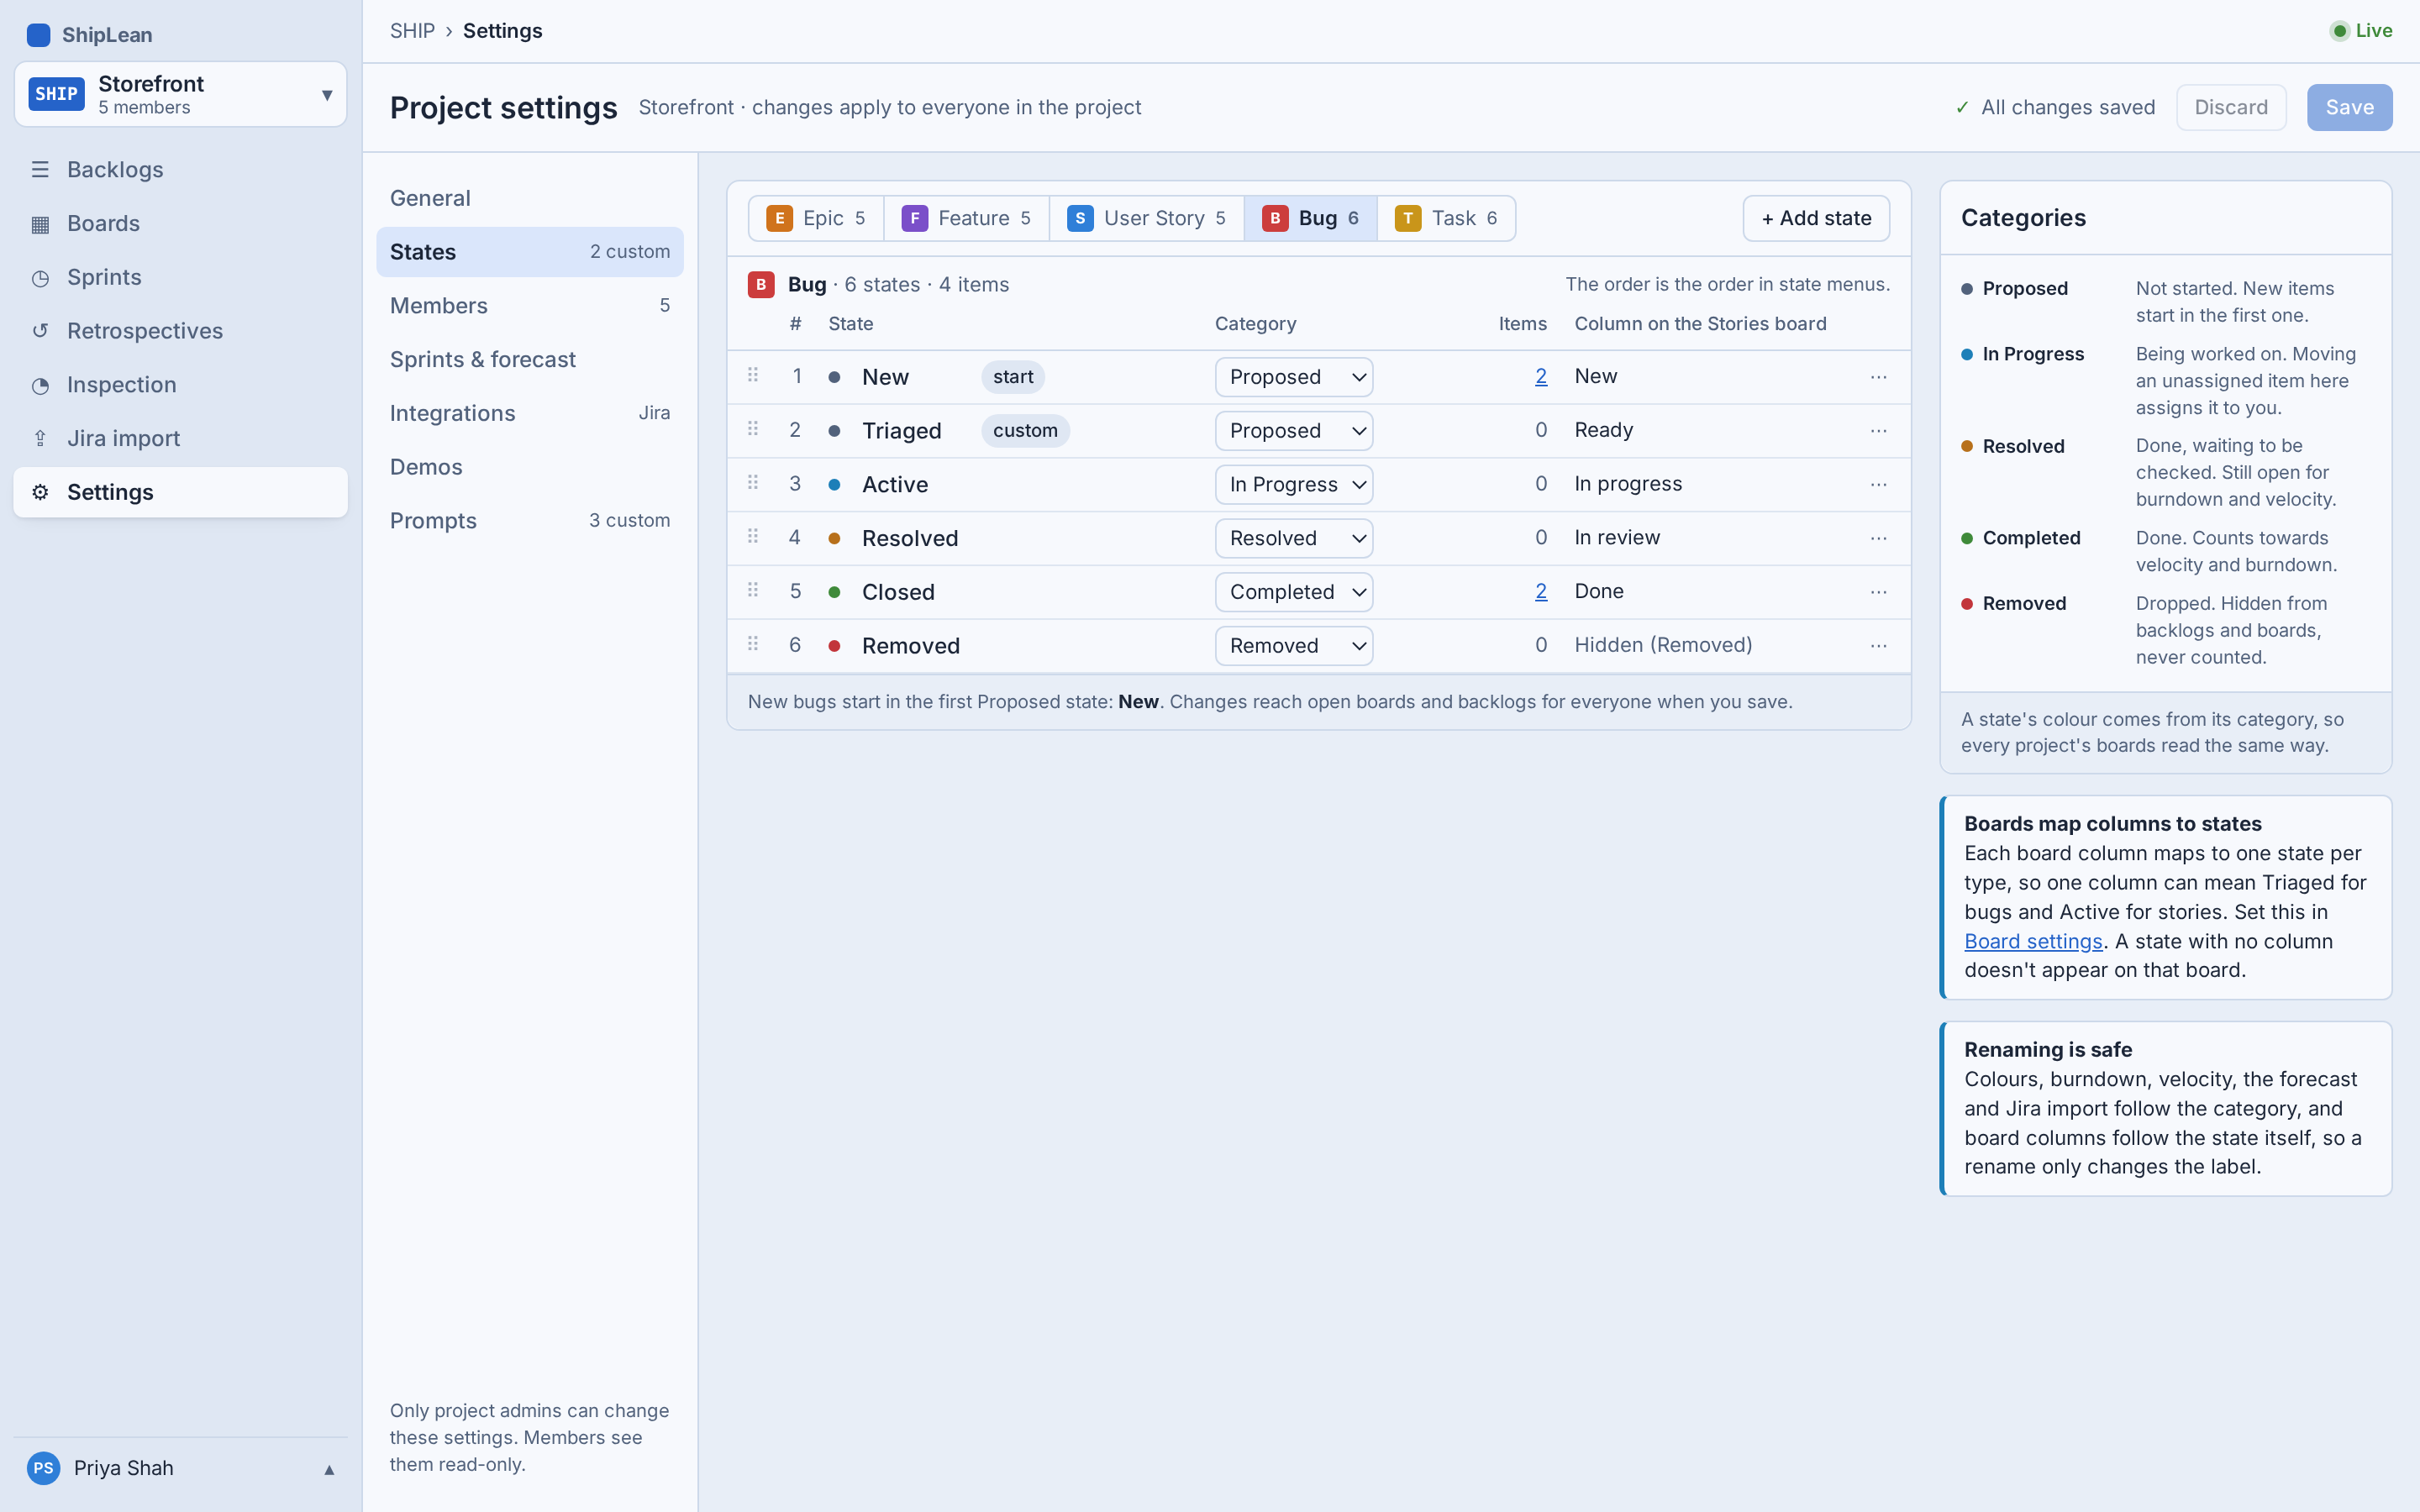 ShipLean
SHIP
Storefront
5 members
Backlogs
Boards
Sprints
Retrospectives
Inspection
Jira import
Settings
PS Priya Shah
SHIP › Settings
Live
Project settings
Storefront · changes apply to everyone in the project
✓ All changes saved
Discard
Save
General
States 2 custom
Members 5
Sprints & forecast
Integrations Jira
Demos
Prompts 3 custom
Only project admins can change
these settings. Members see
them read-only.
E Epic 5
F Feature 5
S User Story 5
B Bug 6
T Task 6
+ Add state
B Bug · 6 states · 4 items
The order is the order in state menus.
# State Category Items Column on the Stories board
1 New start Proposed 2 New ···
2 Triaged custom Proposed 0 Ready ···
3 Active In Progress 0 In progress ···
4 Resolved Resolved 0 In review ···
5 Closed Completed 2 Done ···
6 Removed Removed 0 Hidden (Removed) ···
New bugs start in the first Proposed state: New. Changes reach open boards and backlogs for everyone when you save.
Categories
Proposed
Not started. New items
start in the first one.
In Progress
Being worked on. Moving
an unassigned item here
assigns it to you.
Resolved
Done, waiting to be
checked. Still open for
burndown and velocity.
Completed
Done. Counts towards
velocity and burndown.
Removed
Dropped. Hidden from
backlogs and boards,
never counted.
A state's colour comes from its category, so
every project's boards read the same way.
Boards map columns to states
Each board column maps to one state per
type, so one column can mean Triaged for
bugs and Active for stories. Set this in
Board settings. A state with no column
doesn't appear on that board.
Renaming is safe
Colours, burndown, velocity, the forecast
and Jira import follow the category, and
board columns follow the state itself, so a
rename only changes the label.